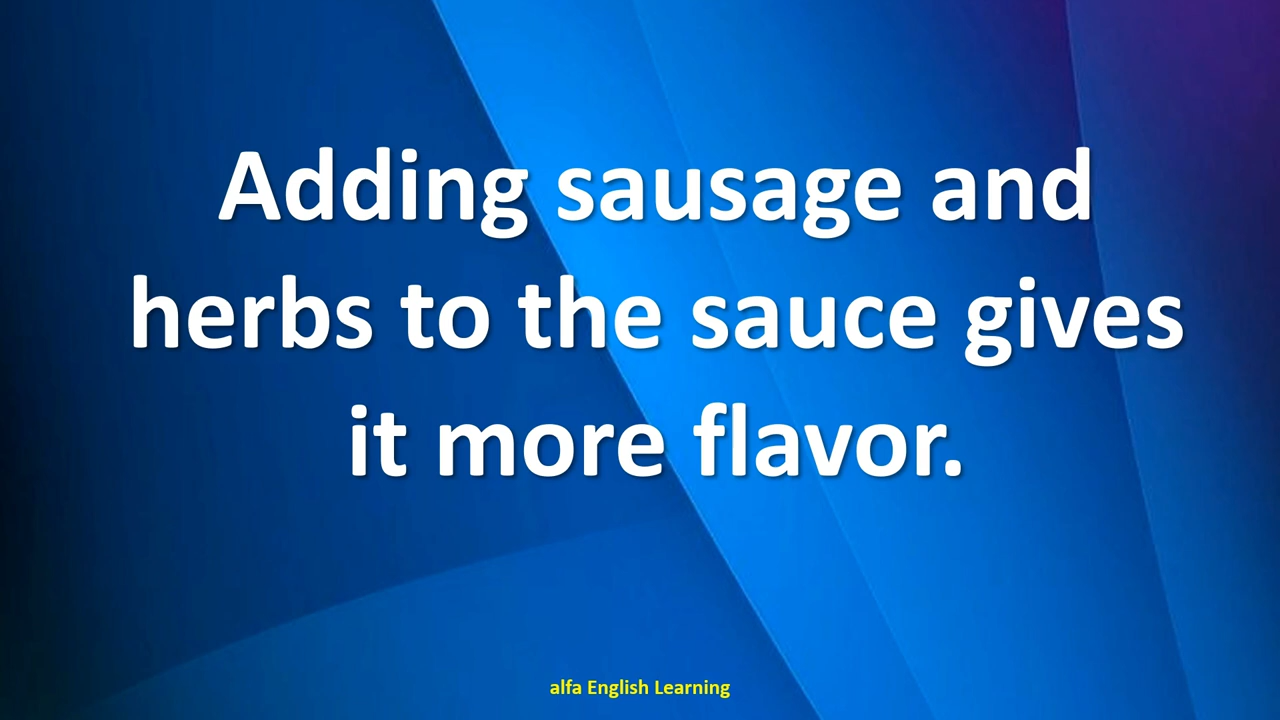 Adding sausage and
herbs to the sauce gives
it more flavor.
alfa English Learning